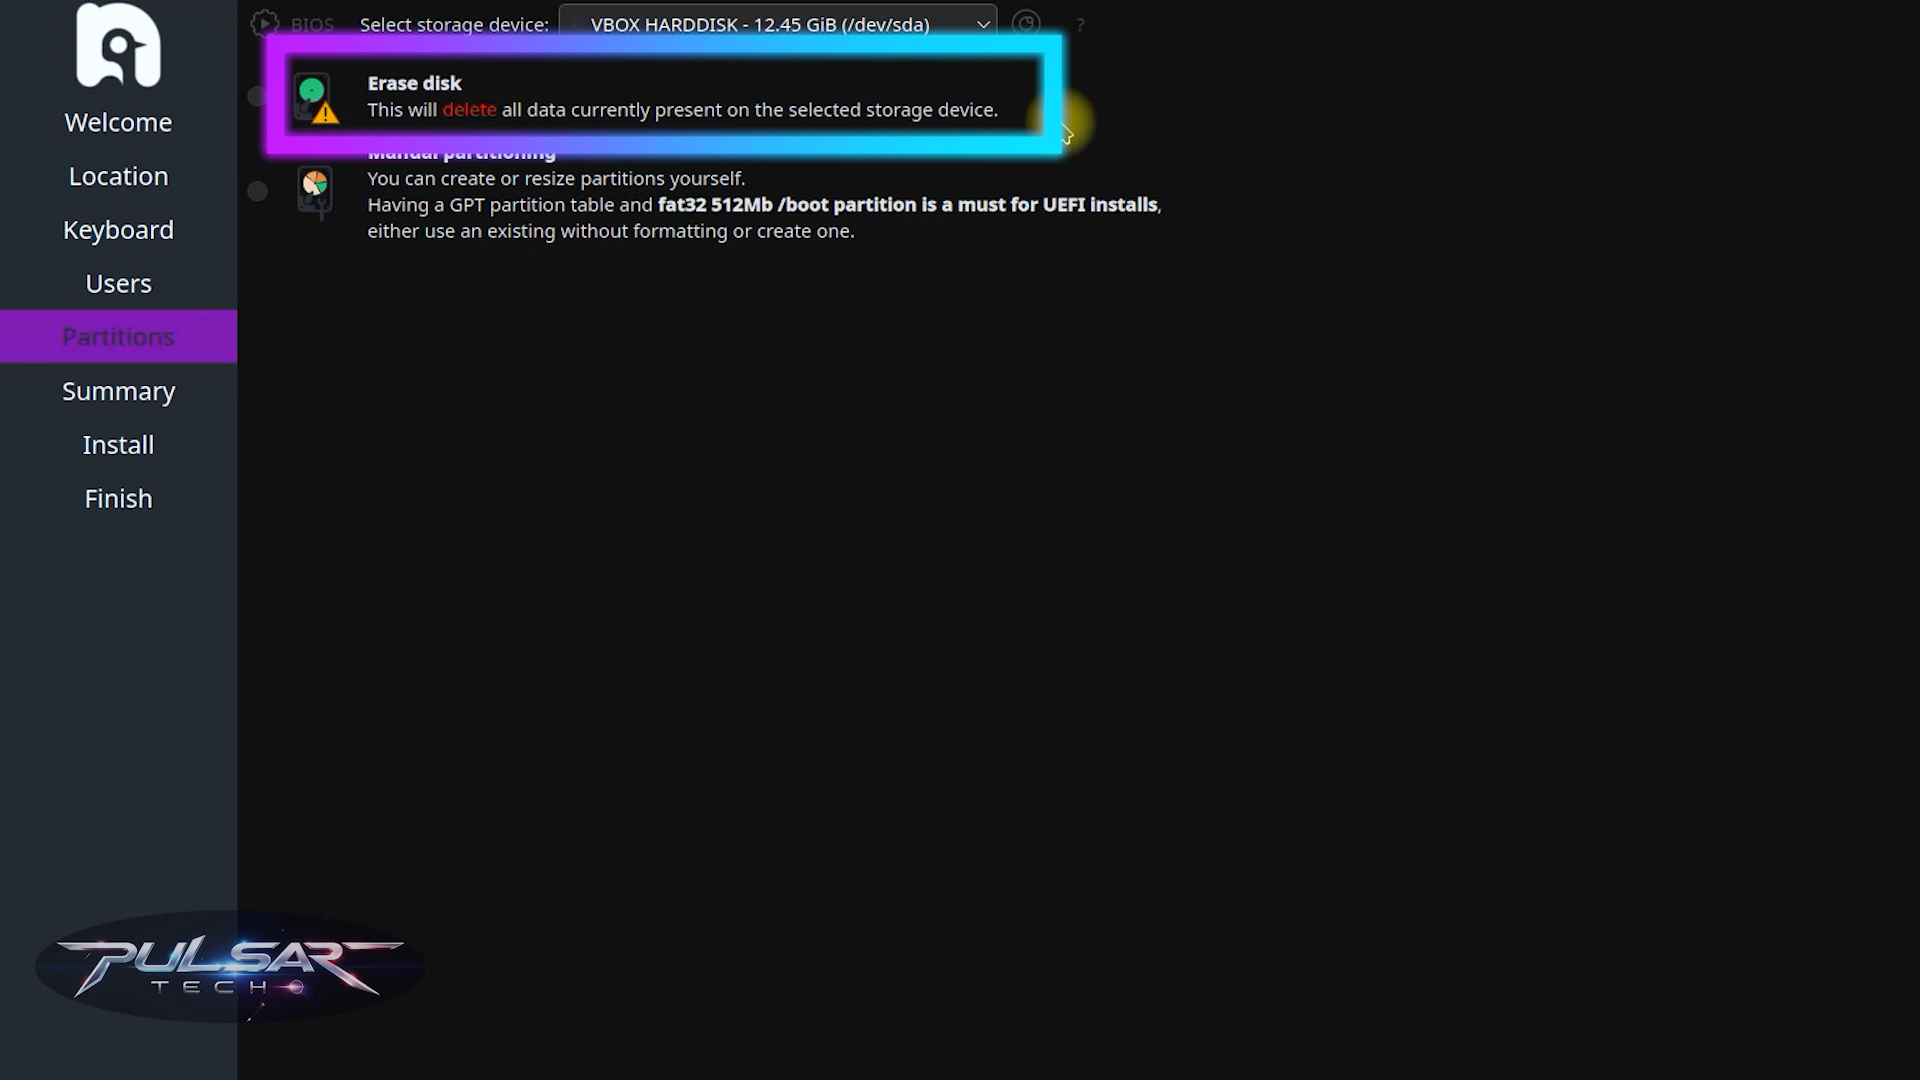 BIOS Select storage device: VBOX HARDDISK - 12.45 GiB (/dev/sda) ?
Erase disk
This will delete all data currently present on the selected storage device.
Manual partitioning
You can create or resize partitions yourself.
Having a GPT partition table and fat32 512Mb /boot partition is a must for UEFI installs,
either use an existing without formatting or create one.
Welcome
Location
Keyboard
Users
Partitions
Summary
Install
Finish
PULSAR
TECH